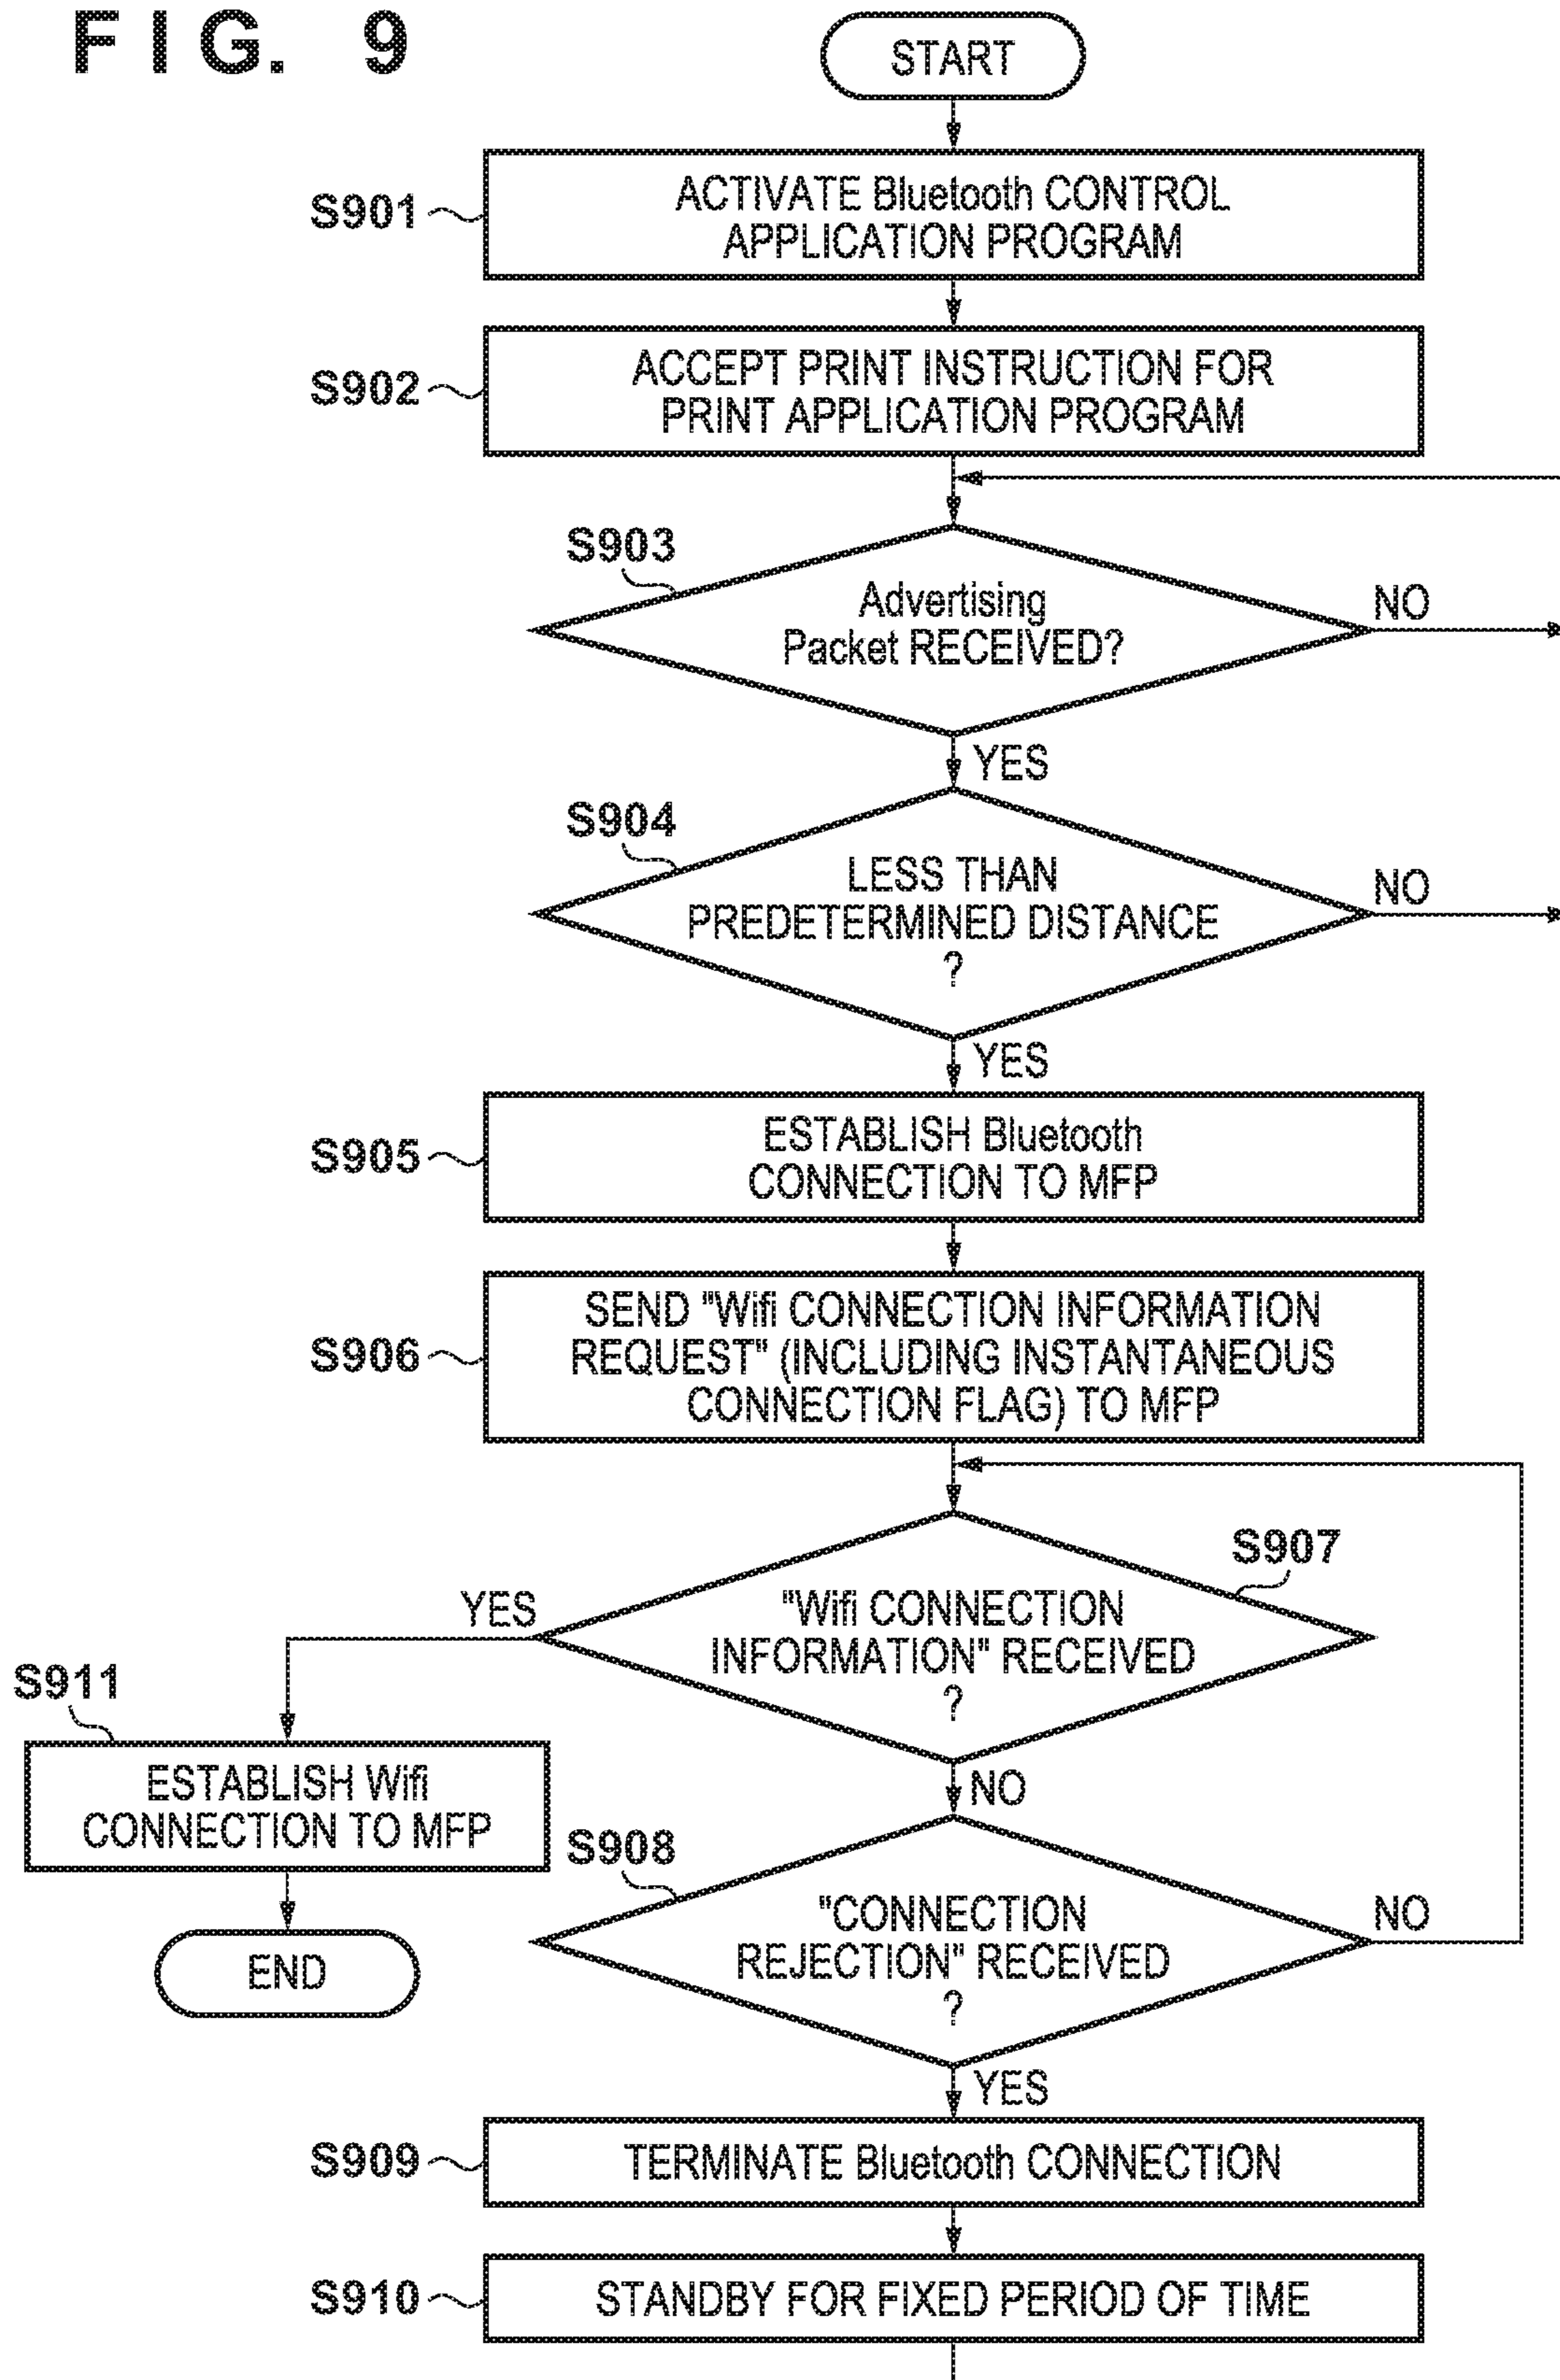 FIG. 9
START
S901
ACTIVATE Bluetooth CONTROL
APPLICATION PROGRAM
S902
ACCEPT PRINT INSTRUCTION FOR
PRINT APPLICATION PROGRAM
S903
Advertising
Packet RECEIVED?
NO
YES
S904
LESS THAN
PREDETERMINED DISTANCE
?
NO
YES
S905
ESTABLISH Bluetooth
CONNECTION TO MFP
S906
SEND "Wifi CONNECTION INFORMATION
REQUEST" (INCLUDING INSTANTANEOUS
CONNECTION FLAG) TO MFP
S907
YES
"Wifi CONNECTION
INFORMATION" RECEIVED
?
NO
S911
ESTABLISH Wifi
CONNECTION TO MFP
END
S908
"CONNECTION
REJECTION" RECEIVED
?
NO
YES
S909
TERMINATE Bluetooth CONNECTION
S910
STANDBY FOR FIXED PERIOD OF TIME